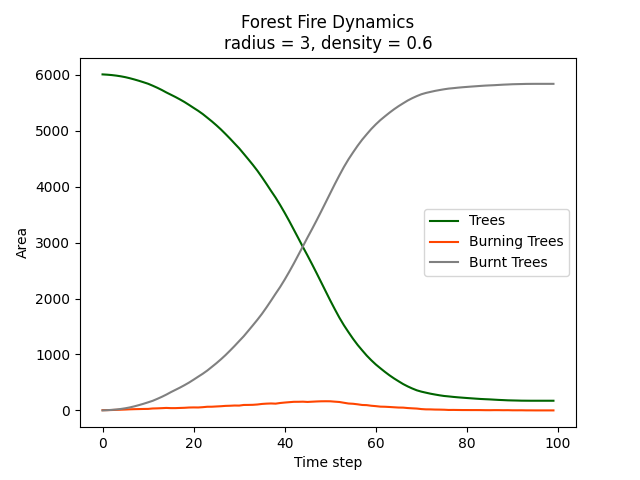 Forest Fire Dynamics
radius = 3, density = 0.6
6000
5000
4000
3000
2000
1000
0
Area
Trees
Burning Trees
Burnt Trees
0 20 40 60 80 100
Time step